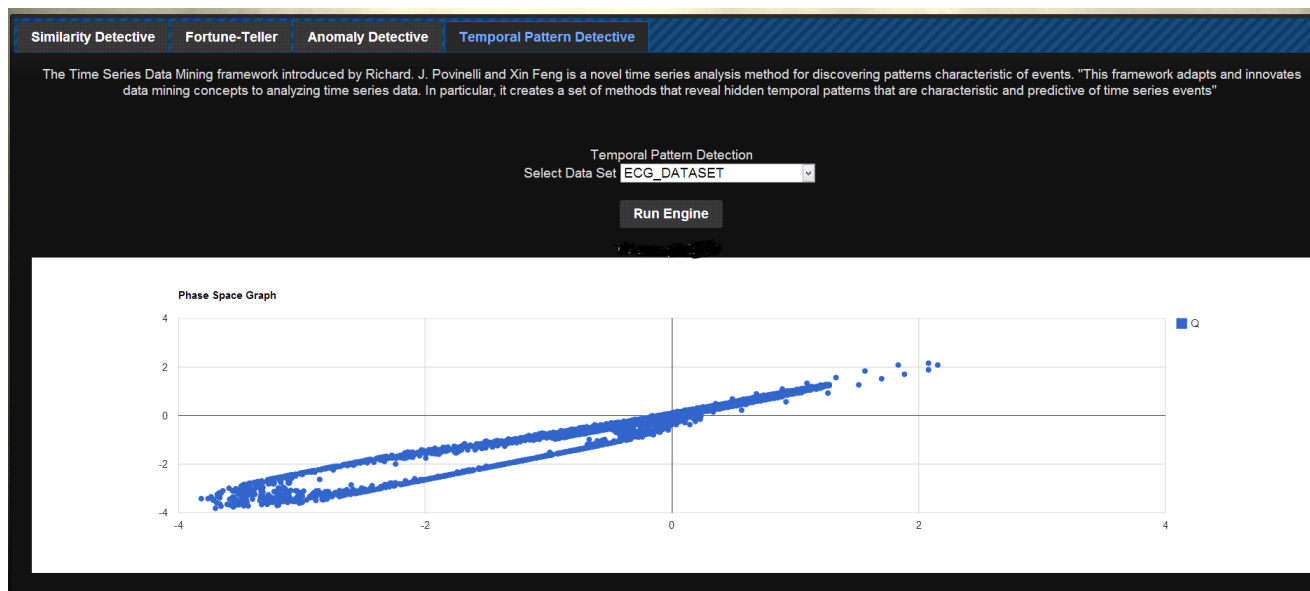 Similarity Detective Fortune-Teller Anomaly Detective Temporal Pattern Detective
The Time Series Data Mining framework introduced by Richard. J. Povinelli and Xin Feng is a novel time series analysis method for discovering patterns characteristic of events. "This framework adapts and innovates
data mining concepts to analyzing time series data. In particular, it creates a set of methods that reveal hidden temporal patterns that are characteristic and predictive of time series events"
Temporal Pattern Detection
Select Data Set ECG_DATASET
Run Engine
Phase Space Graph
4
Q
2
0
-2
-4
-4 -2 0 2 4